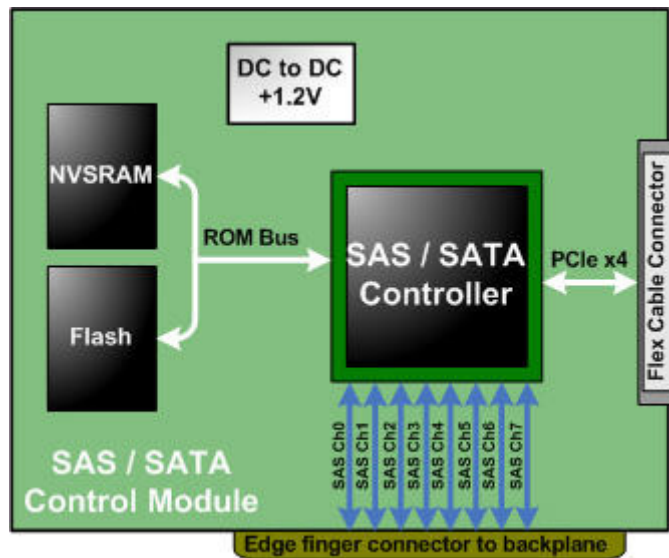 DC to DC
+1.2V
NVSRAM
ROM Bus
SAS / SATA
Controller
PCIe x4
Flex Cable Connector
Flash
SAS Ch0
SAS Ch1
SAS Ch2
SAS Ch3
SAS Ch4
SAS Ch5
SAS Ch6
SAS Ch7
SAS / SATA
Control Module
Edge finger connector to backplane